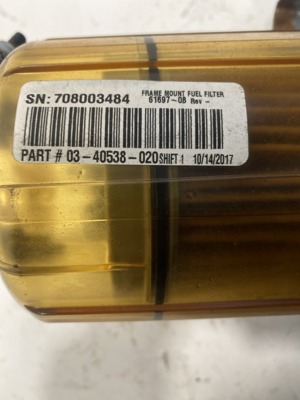 SN: 708003484 FRAME MOUNT FUEL FILTER
61697-08 Rev -
PART # 03-40538-020 SHIFT 1 10/14/2017